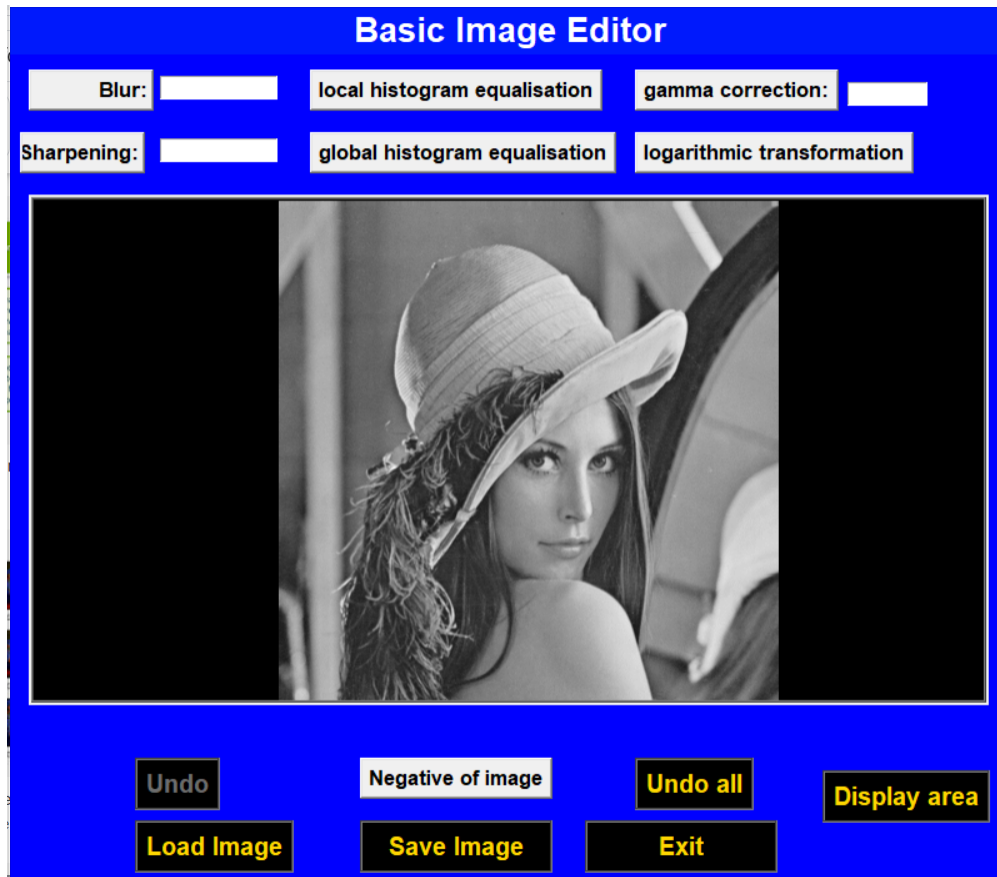 Basic Image Editor
Blur:
local histogram equalisation
gamma correction:
Sharpening:
global histogram equalisation
logarithmic transformation
Undo
Negative of image
Undo all
Display area
Load Image
Save Image
Exit